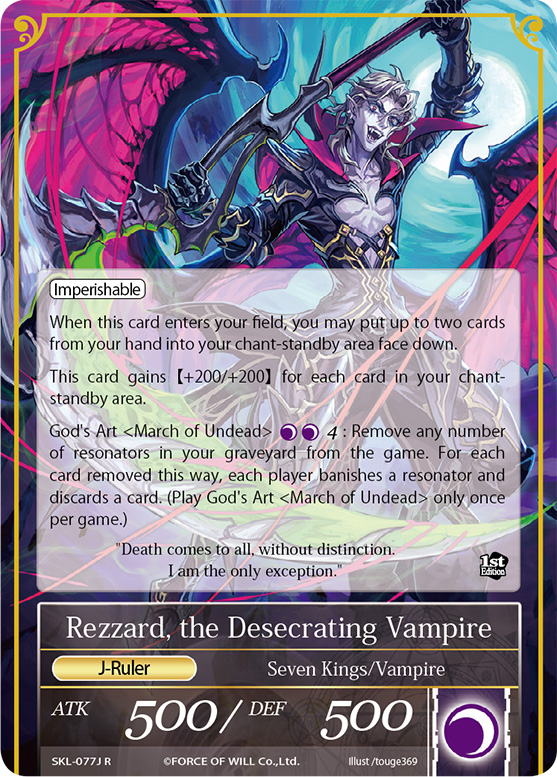 Imperishable
When this card enters your field, you may put up to two cards
from your hand into your chant-standby area face down.
This card gains 【+200/+200】 for each card in your chant-
standby area.
God's Art <March of Undead> 4 : Remove any number
of resonators in your graveyard from the game. For each
card removed this way, each player banishes a resonator and
discards a card. (Play God's Art <March of Undead> only once
per game.)
"Death comes to all, without distinction.
I am the only exception."
1st
Edition
Rezzard, the Desecrating Vampire
J-Ruler
Seven Kings/Vampire
ATK 500/ DEF 500
SKL-077J R ©FORCE OF WILL Co.,Ltd. Illust /touge369